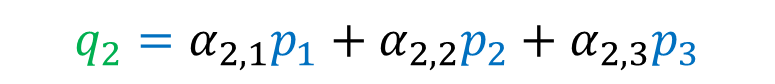 q₂ = α₂,₁p₁ + α₂,₂p₂ + α₂,₃p₃